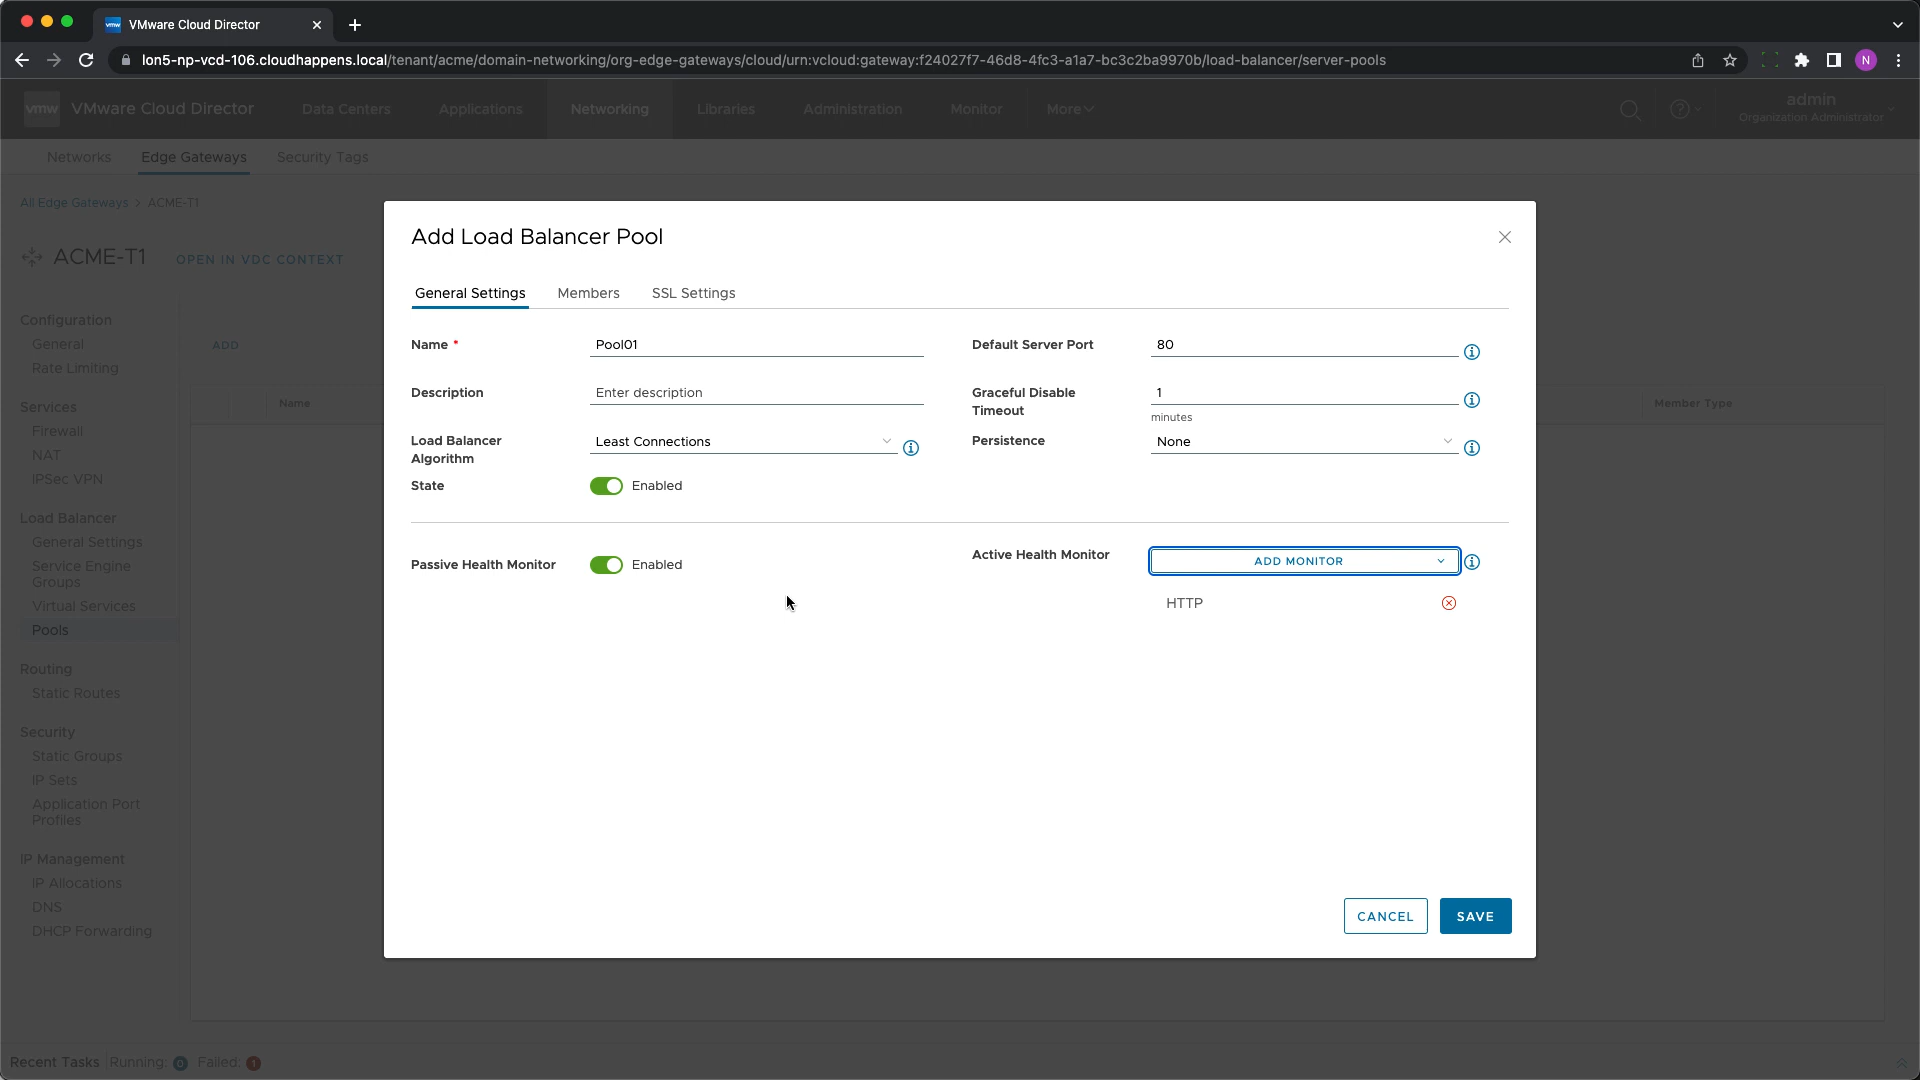 vmw VMware Cloud Director
lon5-np-vcd-106.cloudhappens.local/tenant/acme/domain-networking/org-edge-gateways/cloud/urn:vcloud:gateway:f24027f7-46d8-4fc3-a1a7-bc3c2ba9970b/load-balancer/server-pools
N
vmw VMware Cloud Director Data Centers Applications Networking Libraries Administration Monitor More
admin
Organization Administrator
Networks Edge Gateways Security Tags
All Edge Gateways > ACME-T1
ACME-T1 OPEN IN VDC CONTEXT
Configuration
General
Rate Limiting
Services
Firewall
NAT
IPSec VPN
Load Balancer
General Settings
Service Engine
Groups
Virtual Services
Pools
Routing
Static Routes
Security
Static Groups
IP Sets
Application Port
Profiles
IP Management
IP Allocations
DNS
DHCP Forwarding
ADD
Name
Member Type
Add Load Balancer Pool
General Settings Members SSL Settings
Name * Pool01
Default Server Port 80
Description Enter description
Graceful Disable
Timeout
1
minutes
Load Balancer
Algorithm
Least Connections
Persistence None
State Enabled
Passive Health Monitor Enabled
Active Health Monitor ADD MONITOR
HTTP
CANCEL SAVE
Recent Tasks Running: 0 Failed: 1